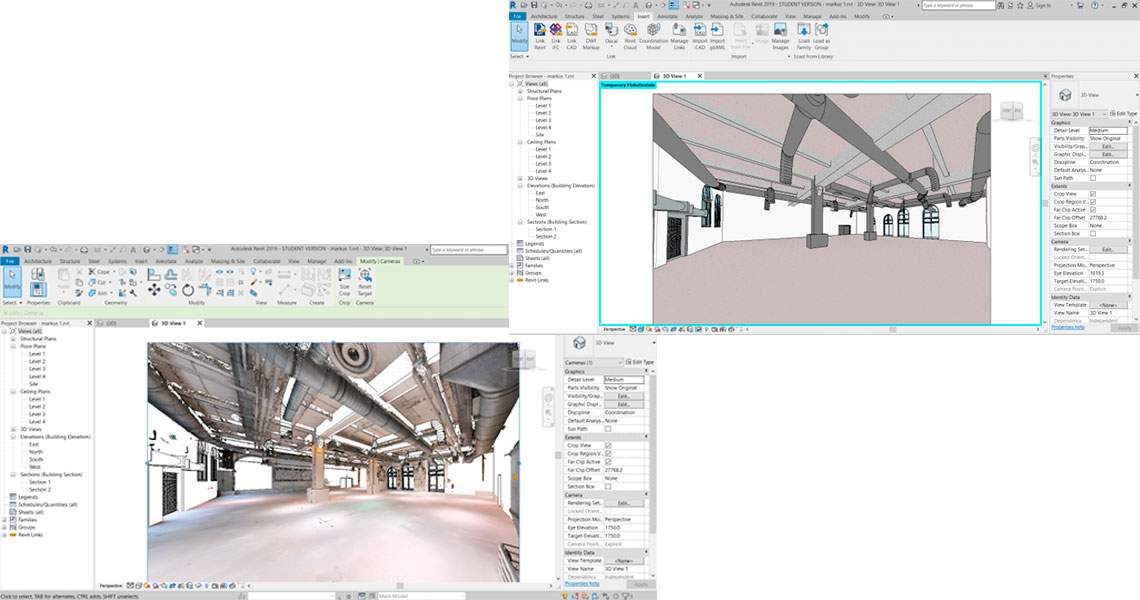 Autodesk Revit 2019 - STUDENT VERSION - markus 1.rvt - 3D View: 3D View 1
Type a keyword or phrase
Sign In
File Architecture Structure Steel Systems Insert Annotate Analyze Massing & Site Collaborate View Manage Add-Ins Modify
Modify
Link Revit
Link IFC
Link CAD
DWF Markup
Decal
Point Cloud
Coordination Model
Manage Links
Import CAD
Import gbXML
Image
Manage Images
Load Family
Load as Group
Select
Link
Import
Load from Library
Project Browser - markus 1.rvt
3D View 1
Properties
Views (all)
Structural Plans
Floor Plans
Level 1
Level 2
Level 3
Level 4
Site
Ceiling Plans
Level 1
Level 2
Level 3
Level 4
3D Views
Elevations (Building Elevation)
East
North
South
West
Sections (Building Section)
Section 1
Section 2
Legends
Schedules/Quantities (all)
Sheets (all)
Families
Groups
Revit Links
Temporary Hide/Isolate
Perspective
3D View
3D View: 3D View 1
Edit Type
Graphics
Detail Level Medium
Parts Visibility Show Original
Visibility/Grap... Edit...
Graphic Displ... Edit...
Discipline Coordination
Default Analys... None
Sun Path
Extents
Crop View
Crop Region V...
Far Clip Active
Far Clip Offset 27768.2
Scope Box None
Section Box
Camera
Rendering Set... Edit...
Locked Orient...
Projection Mo... Perspective
Eye Elevation 1619.3
Target Elevat... 1750.0
Camera Positi... Explicit
Identity Data
View Template <None>
View Name 3D View 1
Dependency Independent
Properties help
Apply
Autodesk Revit 2019 - STUDENT VERSION - markus 1.rvt - 3D View: 3D View 1
Type a keyword or phrase
File Architecture Structure Steel Systems Insert Annotate Analyze Massing & Site Collaborate View Manage Add-Ins Modify | Cameras
Modify
Paste
Cope
Cut
Join
Size Crop
Reset Target
Select
Properties
Clipboard
Geometry
Modify
View
Measure
Create
Crop
Camera
Modify | Cameras
Project Browser - markus 1.rvt
3D View 1
Views (all)
Structural Plans
Floor Plans
Level 1
Level 2
Level 3
Level 4
Site
Ceiling Plans
Level 1
Level 2
Level 3
Level 4
3D Views
Elevations (Building Elevation)
East
North
South
West
Sections (Building Section)
Section 1
Section 2
Legends
Schedules/Quantities (all)
Sheets (all)
Families
Groups
Revit Links
Perspective
3D View
Cameras (1)
Edit Type
Graphics
Detail Level Medium
Parts Visibility Show Original
Visibility/Grap... Edit...
Graphic Displ... Edit...
Discipline Coordination
Default Analys... None
Sun Path
Extents
Crop View
Crop Region V...
Far Clip Active
Far Clip Offset 27768.2
Scope Box None
Section Box
Camera
Rendering Set... Edit...
Locked Orient...
Projection Mo... Perspective
Eye Elevation 1750.0
Target Elevat... 1750.0
Camera Positi... Explicit
Identity Data
View Template <None>
View Name 3D View 1
Dependency Independent
Properties help
Apply
Click to select, TAB for alternates, CTRL adds, SHIFT unselects.
Main Model